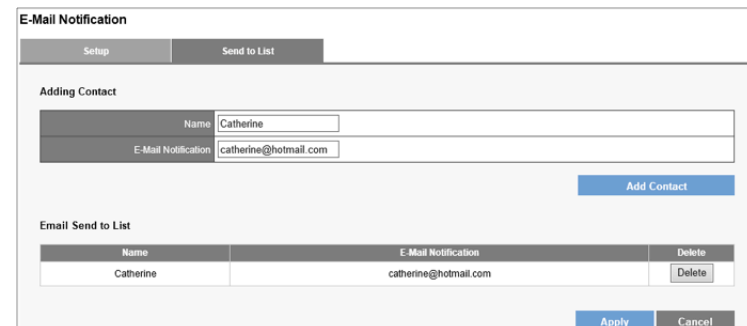 E-Mail Notification
Setup Send to List
Adding Contact
Name Catherine
E-Mail Notification catherine@hotmail.com
Add Contact
Email Send to List
Name E-Mail Notification Delete
Catherine catherine@hotmail.com Delete
Apply Cancel